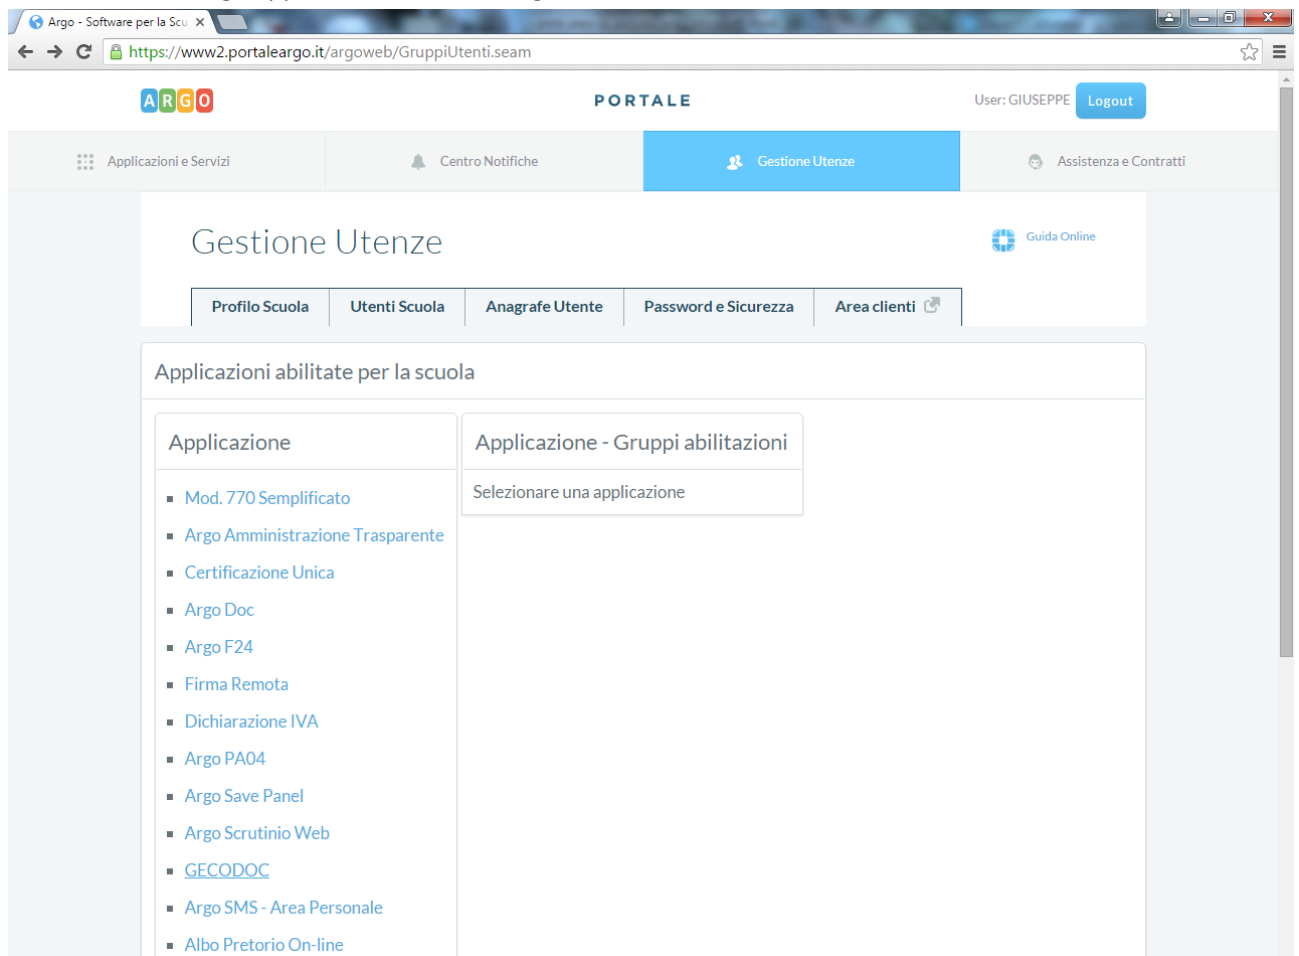 Argo - Software per la Scu
https://www2.portaleargo.it/argoweb/GruppiUtenti.seam
ARGO
PORTALE
User: GIUSEPPE
Logout
Applicazioni e Servizi
Centro Notifiche
Gestione Utenze
Assistenza e Contratti
Gestione Utenze
Guida Online
Profilo Scuola
Utenti Scuola
Anagrafe Utente
Password e Sicurezza
Area clienti
Applicazioni abilitate per la scuola
Applicazione
Mod. 770 Semplificato
Argo Amministrazione Trasparente
Certificazione Unica
Argo Doc
Argo F24
Firma Remota
Dichiarazione IVA
Argo PA04
Argo Save Panel
Argo Scrutinio Web
GECODOC
Argo SMS - Area Personale
Albo Pretorio On-line
Applicazione - Gruppi abilitazioni
Selezionare una applicazione